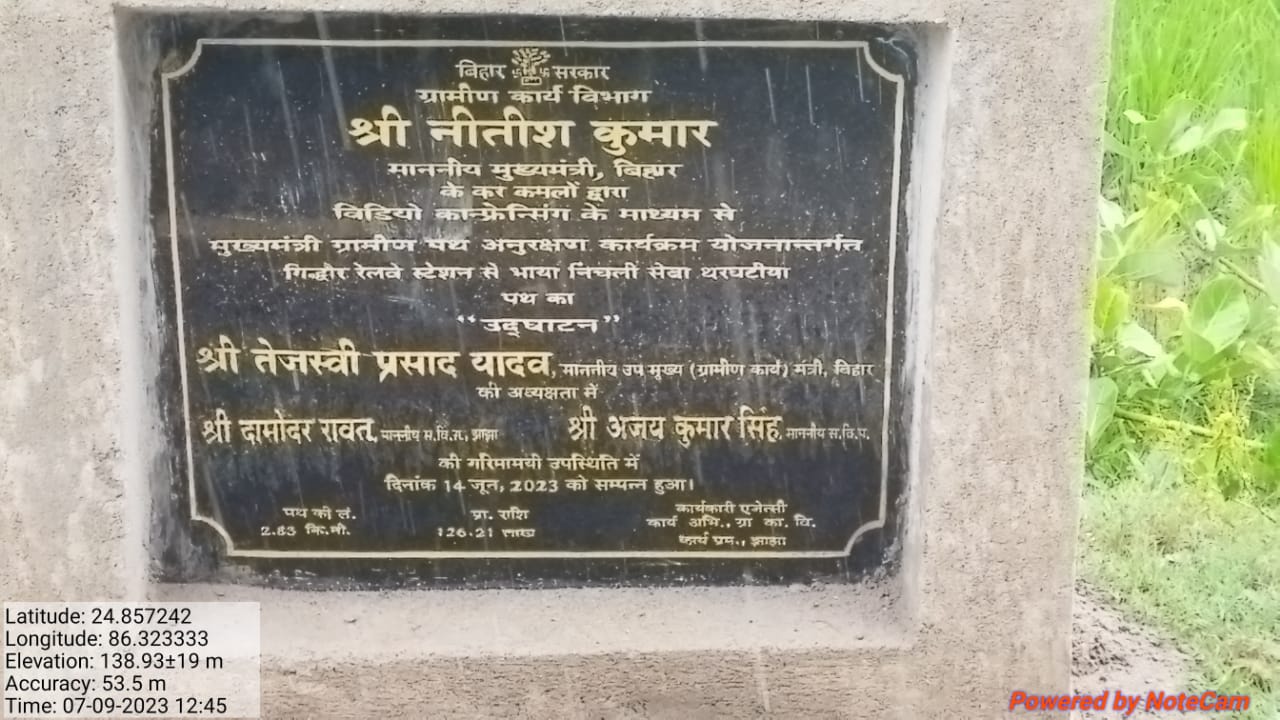 बिहार सरकार
ग्रामीण कार्य विभाग
श्री नीतीश कुमार
माननीय मुख्यमंत्री, बिहार
के कर कमलों द्वारा
विडियो कान्फ्रेन्सिंग के माध्यम से
मुख्यमंत्री ग्रामीण पथ अनुरक्षण कार्यक्रम योजनान्तर्गत
गिद्धौर रेलवे स्टेशन से भाया निचली सेवा थरघटीया
पथ का
“उद्घाटन”
श्री तेजस्वी प्रसाद यादव, माननीय उप मुख्य (ग्रामीण कार्य) मंत्री, बिहार
की अध्यक्षता में
श्री दामोदर रावत, माननीय स.वि.स., झाझा श्री अजय कुमार सिंह, माननीय स.वि.प.
की गरिमामयी उपस्थिति में
दिनांक 14 जून, 2023 को सम्पन्न हुआ।
पथ की लं. प्रा. राशि कार्यकारी एजेन्सी
2.83 कि.मी. 126.21 लाख कार्य अभि., ग्रा का. वि.
कार्य प्रम., झाझा
Latitude: 24.857242
Longitude: 86.323333
Elevation: 138.93±19 m
Accuracy: 53.5 m
Time: 07-09-2023 12:45
Powered by NoteCam